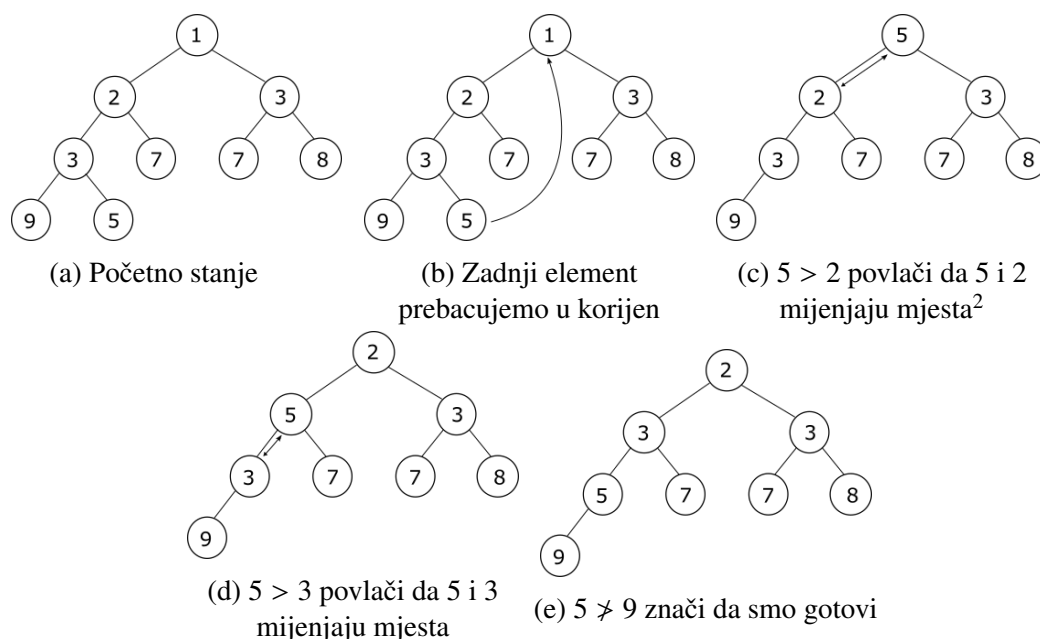 1 1 5
2 3 2 3 2 3
3 7 7 8 3 7 7 8 3 7 7 8
9 5 9 5 9
(a) Početno stanje
(b) Zadnji element
prebacujemo u korijen
(c) 5 > 2 povlači da 5 i 2
mijenjaju mjesta²
2 2
5 3 3 3
3 7 7 8 5 7 7 8
9 9
(d) 5 > 3 povlači da 5 i 3
mijenjaju mjesta
(e) 5 ≯ 9 znači da smo gotovi